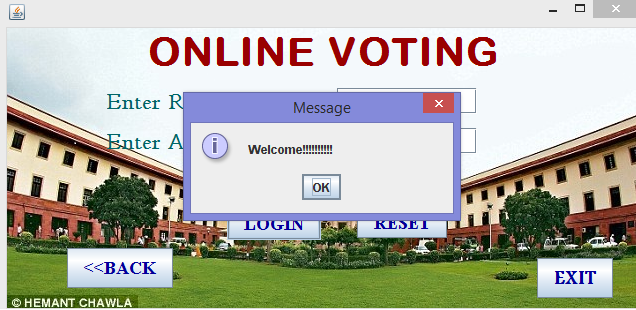 ONLINE VOTING
Enter R
Message
Enter A
Welcome!!!!!!!!!!
OK
LOGIN
RESET
<<BACK
EXIT
© HEMANT CHAWLA